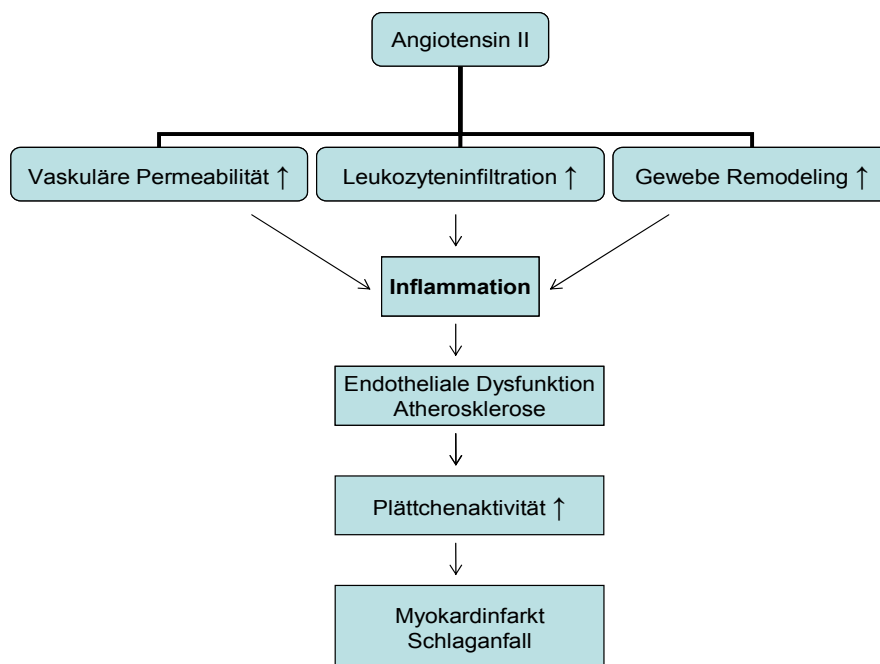 Angiotensin II
Vaskuläre Permeabilität ↑
Leukozyteninfiltration ↑
Gewebe Remodeling ↑
Inflammation
Endotheliale Dysfunktion
Atherosklerose
Plättchenaktivität ↑
Myokardinfarkt
Schlaganfall